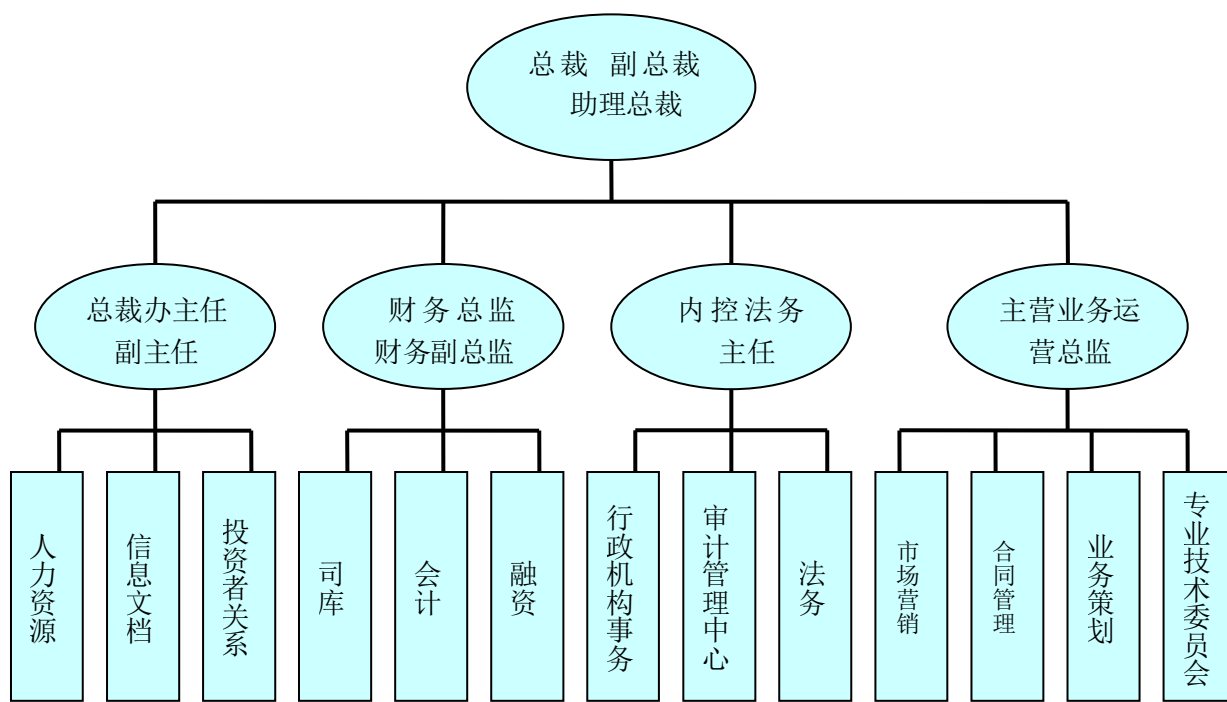 总裁 副总裁
助理总裁
总裁办主任
副主任
财务总监
财务副总监
内控法务
主任
主营业务运
营总监
人力资源
信息文档
投资者关系
司库
会计
融资
行政机构事务
审计管理中心
法务
市场营销
合同管理
业务策划
专业技术委员会